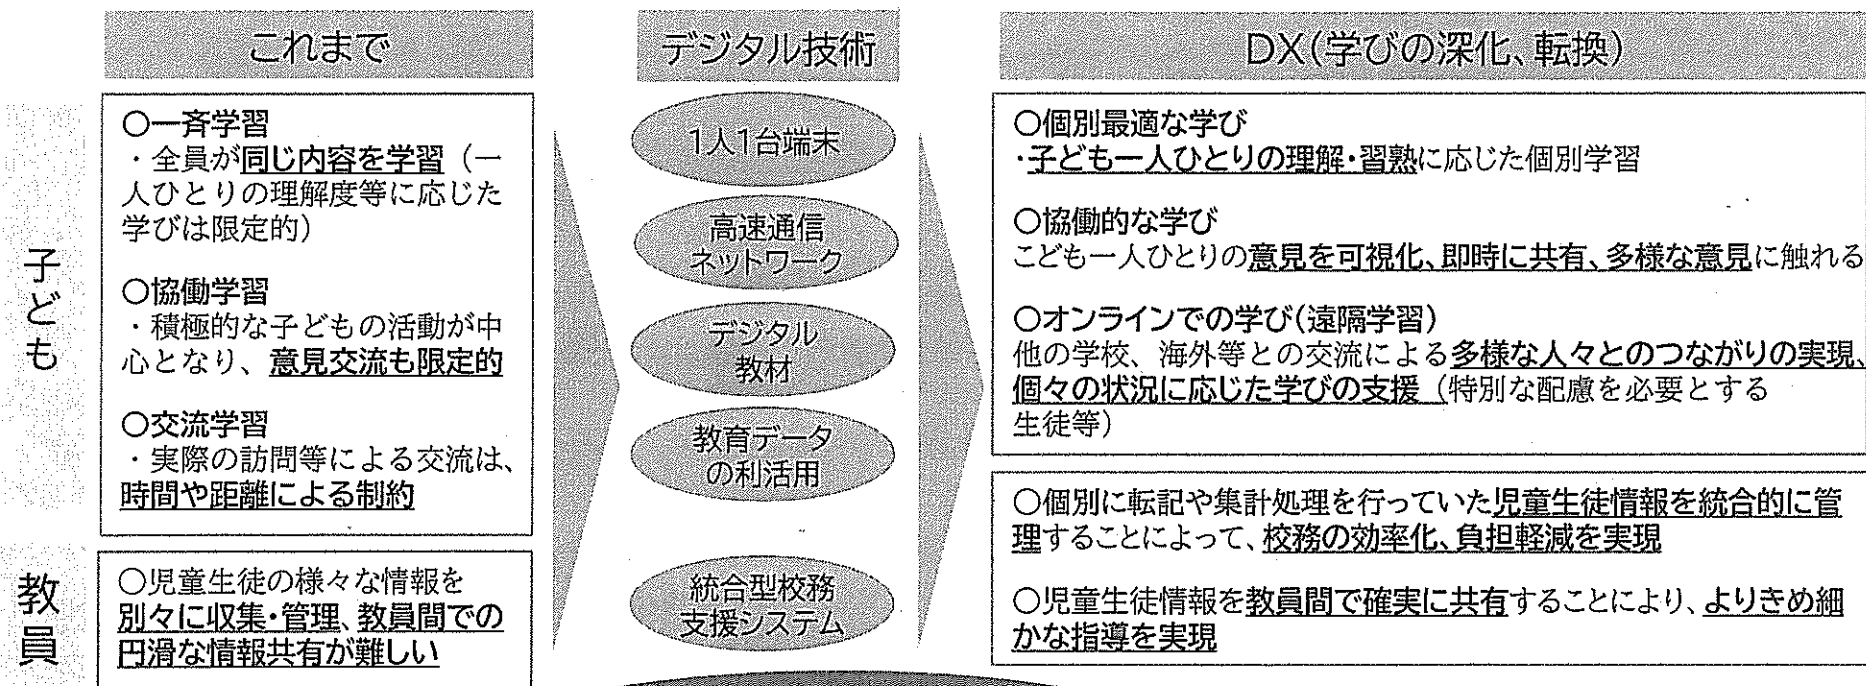 これまで
デジタル技術
DX(学びの深化、転換)
子ども
〇一斉学習
・全員が同じ内容を学習（一
人ひとりの理解度等に応じた
学びは限定的）
〇協働学習
・積極的な子どもの活動が中
心となり、意見交流も限定的
〇交流学習
・実際の訪問等による交流は、
時間や距離による制約
1人1台端末
高速通信
ネットワーク
デジタル
教材
教育データ
の利活用
〇個別最適な学び
・子ども一人ひとりの理解・習熟に応じた個別学習
〇協働的な学び
こども一人ひとりの意見を可視化、即時に共有、多様な意見に触れる
〇オンラインでの学び(遠隔学習)
他の学校、海外等との交流による多様な人々とのつながりの実現、
個々の状況に応じた学びの支援（特別な配慮を必要とする
生徒等）
教員
〇児童生徒の様々な情報を
別々に収集・管理、教員間での
円滑な情報共有が難しい
統合型校務
支援システム
〇個別に転記や集計処理を行っていた児童生徒情報を統合的に管
理することによって、校務の効率化、負担軽減を実現
〇児童生徒情報を教員間で確実に共有することにより、よりきめ細
かな指導を実現